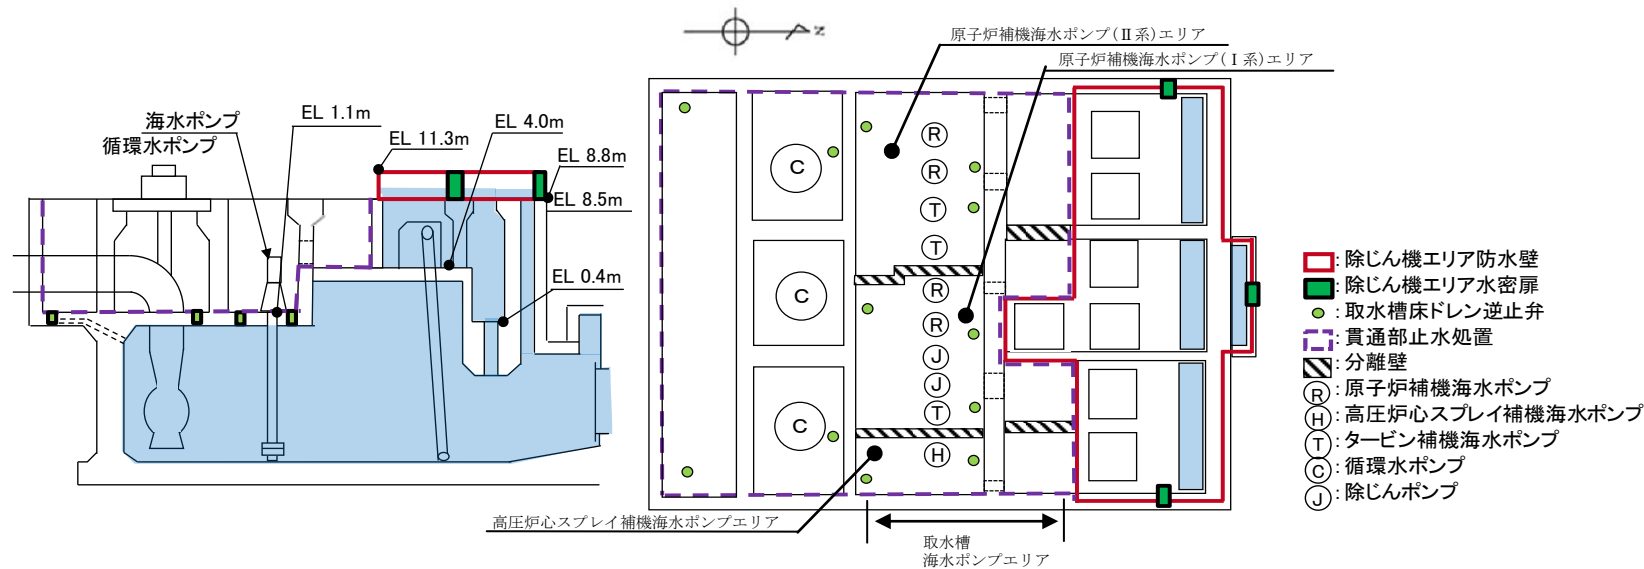 N
原子炉補機海水ポンプ(Ⅱ系)エリア
原子炉補機海水ポンプ(Ⅰ系)エリア
海水ポンプ
循環水ポンプ
EL 1.1m
EL 11.3m
EL 4.0m
EL 8.8m
EL 8.5m
EL 0.4m
C
C
C
R
R
T
T
R
R
J
J
T
H
高圧炉心スプレイ補機海水ポンプエリア
取水槽
海水ポンプエリア
: 除じん機エリア防水壁
: 除じん機エリア水密扉
: 取水槽床ドレン逆止弁
: 貫通部止水処置
: 分離壁
R : 原子炉補機海水ポンプ
H : 高圧炉心スプレイ補機海水ポンプ
T : タービン補機海水ポンプ
C : 循環水ポンプ
J : 除じんポンプ